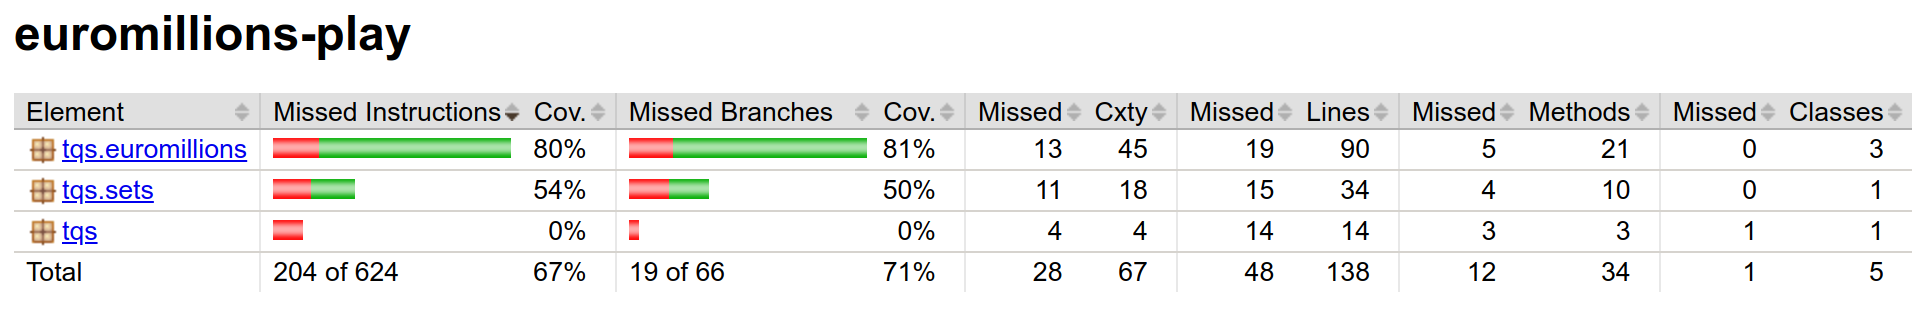 euromillions-play
Element Missed Instructions Cov. Missed Branches Cov. Missed Cxty Missed Lines Missed Methods Missed Classes
tqs.euromillions 80% 81% 13 45 19 90 5 21 0 3
tqs.sets 54% 50% 11 18 15 34 4 10 0 1
tqs 0% 0% 4 4 14 14 3 3 1 1
Total 204 of 624 67% 19 of 66 71% 28 67 48 138 12 34 1 5